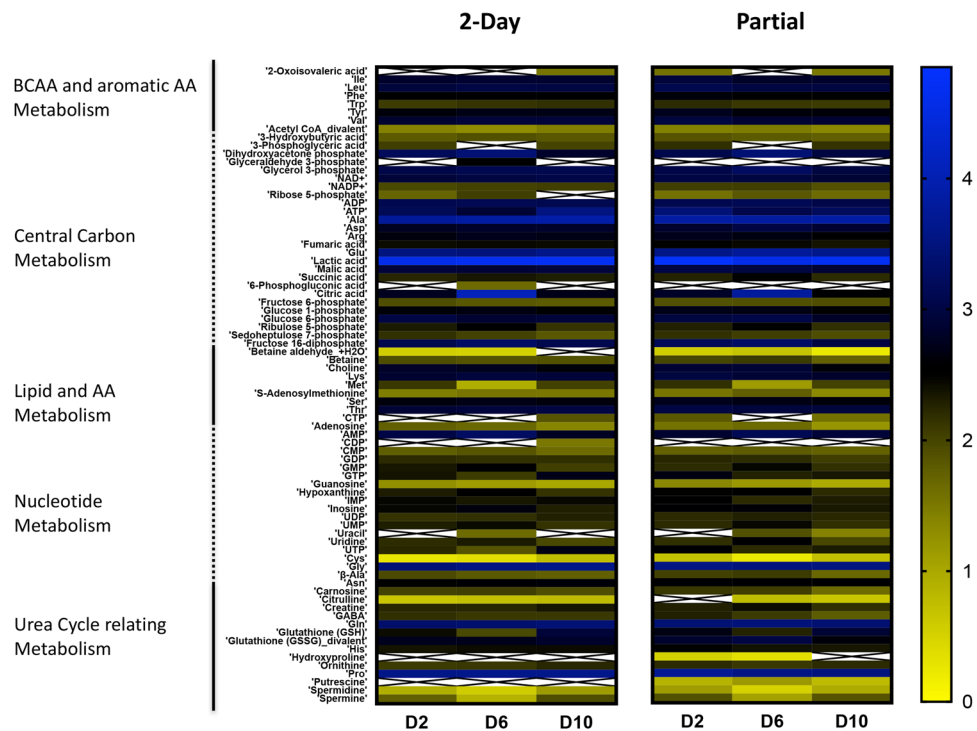 2-Day
Partial
BCAA and aromatic AA
Metabolism
Central Carbon
Metabolism
Lipid and AA
Metabolism
Nucleotide
Metabolism
Urea Cycle relating
Metabolism
'2-Oxoisovaleric acid'
'Ile'
'Leu'
'Phe'
'Trp'
'Tyr'
'Val'
'Acetyl CoA_divalent'
'3-Hydroxybutyric acid'
'3-Phosphoglyceric acid'
'Dihydroxyacetone phosphate'
'Glyceraldehyde 3-phosphate'
'Glycerol 3-phosphate'
'NAD+'
'NADP+'
'Ribose 5-phosphate'
'ADP'
'ATP'
'Ala'
'Asp'
'Arg'
'Fumaric acid'
'Glu'
'Lactic acid'
'Malic acid'
'Succinic acid'
'6-Phosphogluconic acid'
'Citric acid'
'Fructose 6-phosphate'
'Glucose 1-phosphate'
'Glucose 6-phosphate'
'Ribulose 5-phosphate'
'Sedoheptulose 7-phosphate'
'Fructose 16-diphosphate'
'Betaine aldehyde_+H2O'
'Betaine'
'Choline'
'Lys'
'Met'
'S-Adenosylmethionine'
'Ser'
'Thr'
'CTP'
'Adenosine'
'AMP'
'CDP'
'CMP'
'GDP'
'GMP'
'GTP'
'Guanosine'
'Hypoxanthine'
'IMP'
'Inosine'
'UDP'
'UMP'
'Uracil'
'Uridine'
'UTP'
'Cys'
'Gly'
'β-Ala'
'Asn'
'Carnosine'
'Citrulline'
'Creatine'
'GABA'
'Gln'
'Glutathione (GSH)'
'Glutathione (GSSG)_divalent'
'His'
'Hydroxyproline'
'Ornithine'
'Pro'
'Putrescine'
'Spermidine'
'Spermine'
D2 D6 D10
D2 D6 D10
4
3
2
1
0